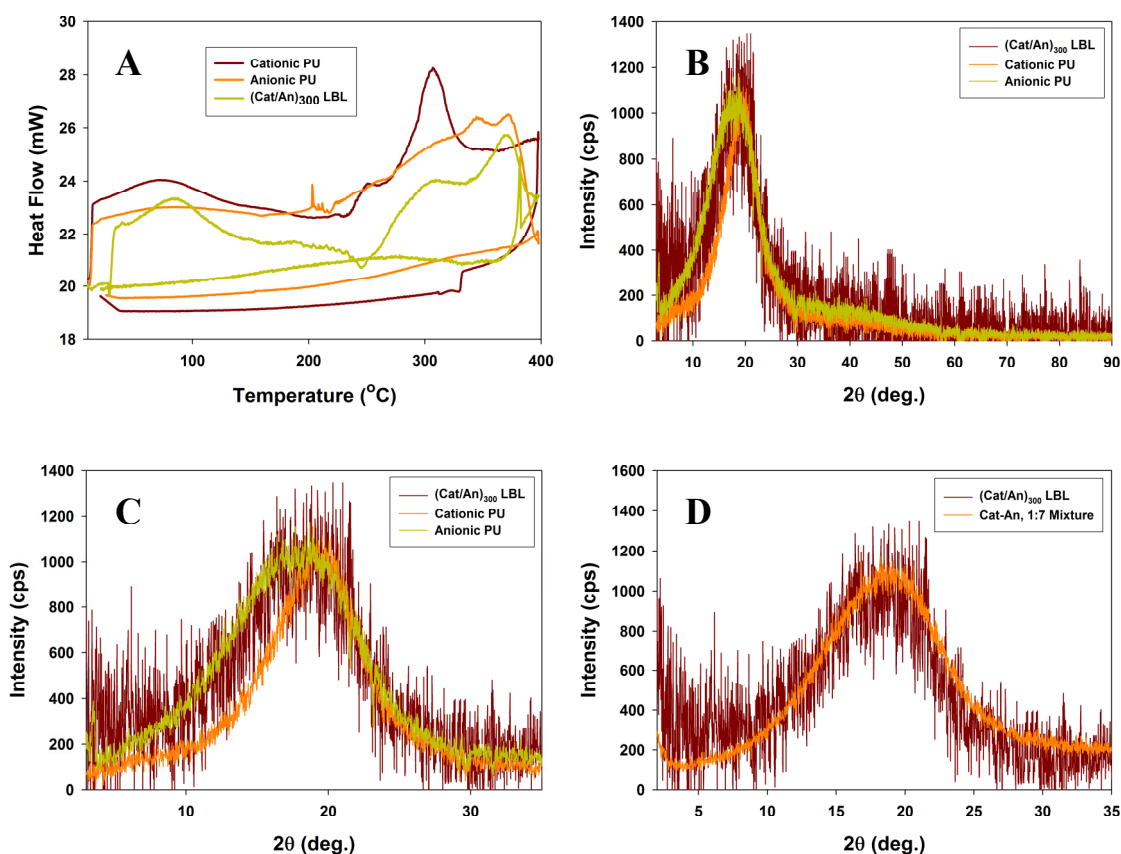 A
Cationic PU
Anionic PU
(Cat/An)300 LBL
30
28
26
24
22
20
19
18
100
200
300
400
Heat Flow (mW)
Temperature (oC)
B
(Cat/An)300 LBL
Cationic PU
Anionic PU
1400
1200
1000
800
600
400
200
0
10
20
30
40
50
60
70
80
90
Intensity (cps)
2θ (deg.)
C
(Cat/An)300 LBL
Cationic PU
Anionic PU
1400
1200
1000
800
600
400
200
0
10
20
30
Intensity (cps)
2θ (deg.)
D
(Cat/An)300 LBL
Cat-An, 1:7 Mixture
1600
1400
1200
1000
800
600
400
200
0
5
10
15
20
25
30
35
Intensity (cps)
2θ (deg.)